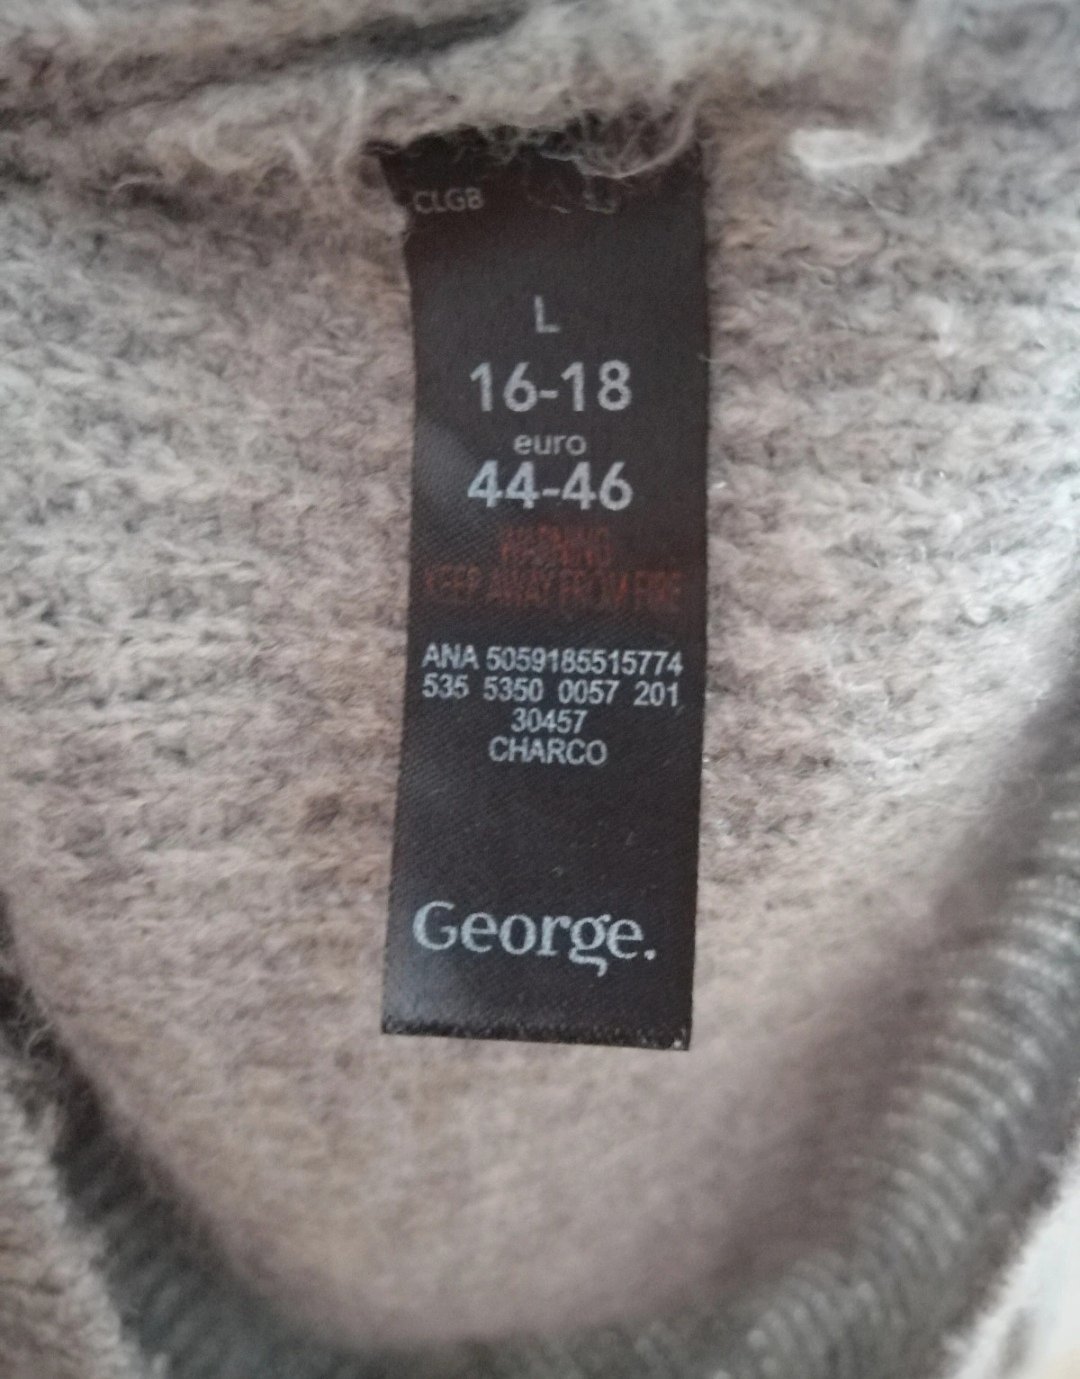 CLGB
L
16-18
euro
44-46
WARNING
KEEP AWAY FROM FIRE
ANA 5059185515774
535 5350 0057 201
30457
CHARCO
George.